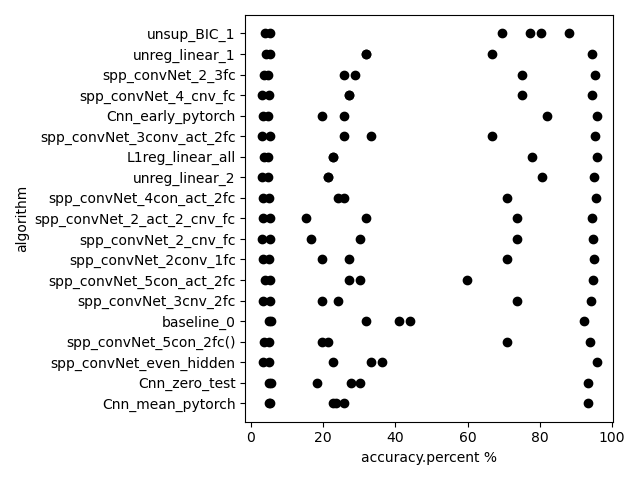 unsup_BIC_1
unreg_linear_1
spp_convNet_2_3fc
spp_convNet_4_cnv_fc
Cnn_early_pytorch
spp_convNet_3conv_act_2fc
L1reg_linear_all
unreg_linear_2
spp_convNet_4con_act_2fc
spp_convNet_2_act_2_cnv_fc
spp_convNet_2_cnv_fc
spp_convNet_2conv_1fc
spp_convNet_5con_act_2fc
spp_convNet_3cnv_2fc
baseline_0
spp_convNet_5con_2fc()
spp_convNet_even_hidden
Cnn_zero_test
Cnn_mean_pytorch
algorithm
0 20 40 60 80 100
accuracy.percent %